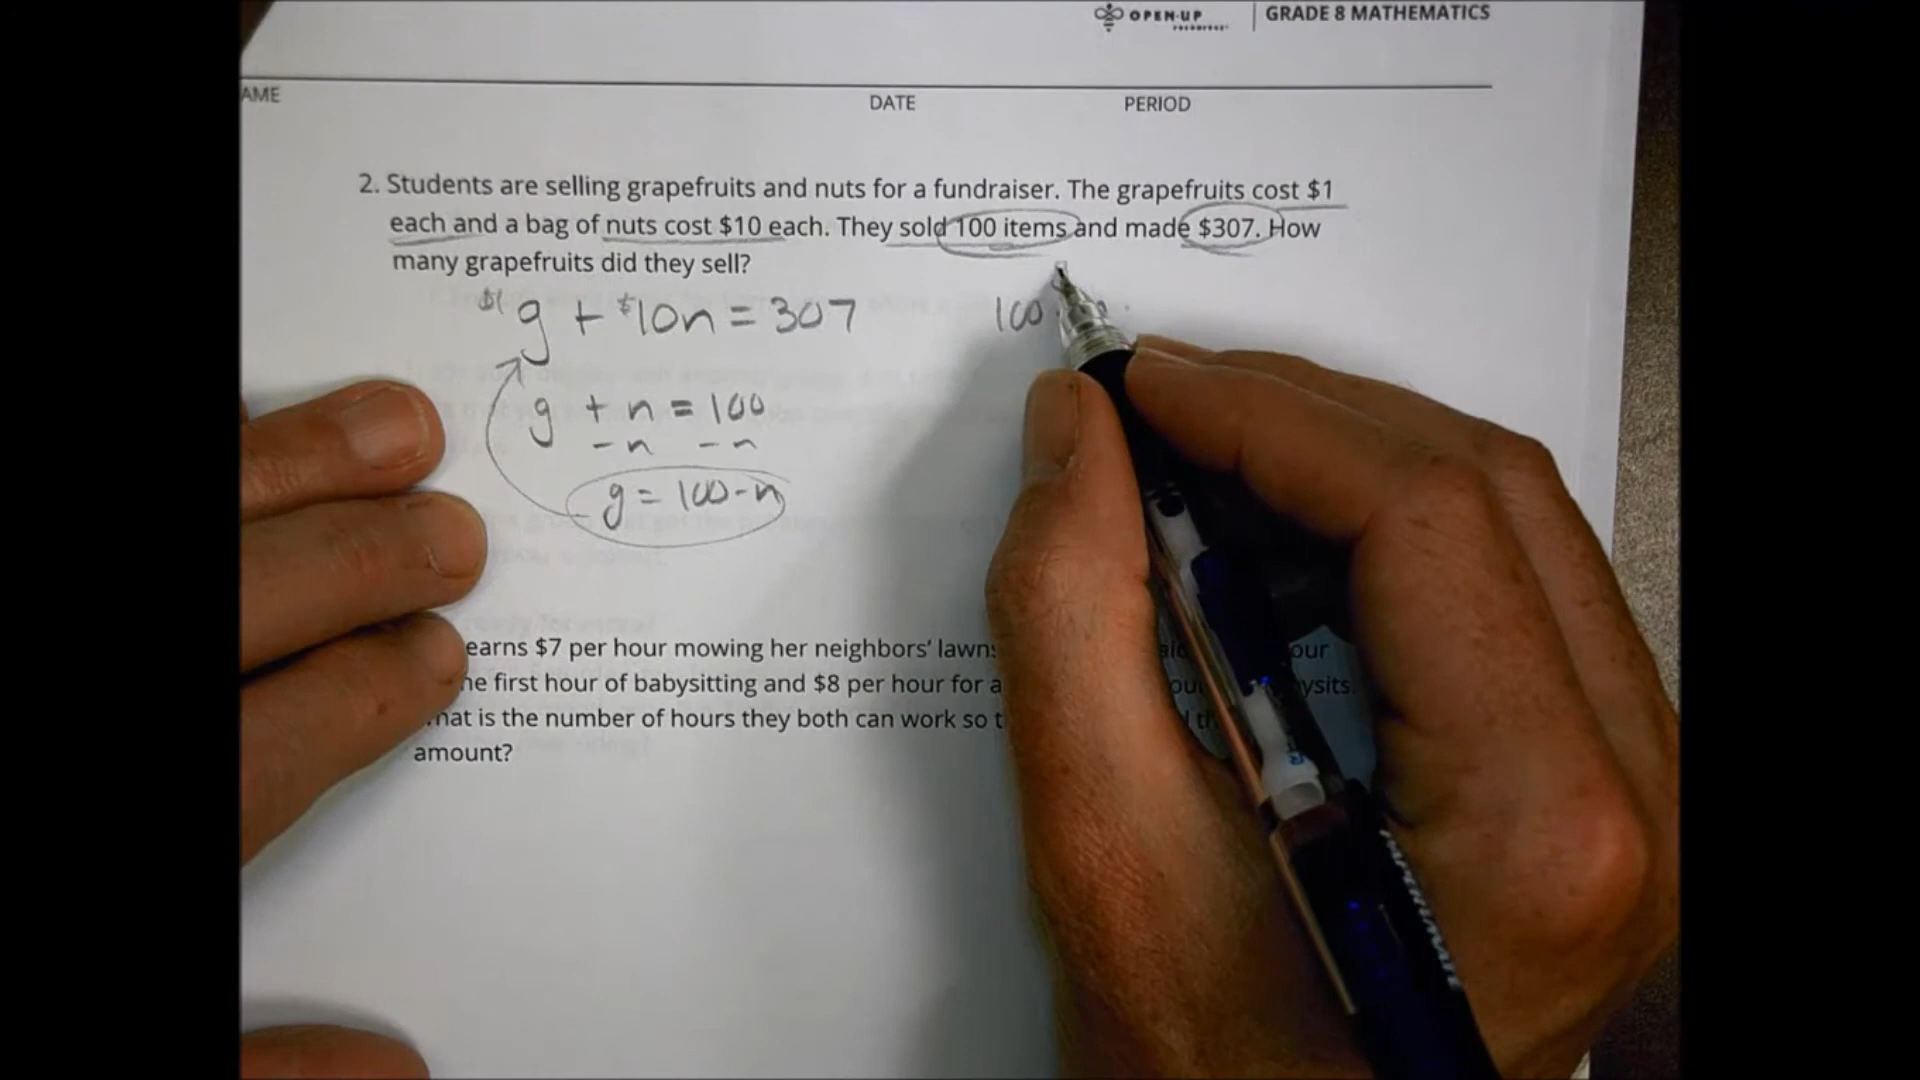 OPEN·UP GRADE 8 MATHEMATICS
AME DATE PERIOD
2. Students are selling grapefruits and nuts for a fundraiser. The grapefruits cost $1
each and a bag of nuts cost $10 each. They sold 100 items and made $307. How
many grapefruits did they sell?
$1 g + $10n = 307
100
g + n = 100
-n -n
g = 100-n
earns $7 per hour mowing her neighbors' lawns
first hour of babysitting and $8 per hour for a
is the number of hours they both can work so
amount?
PAPERMATE